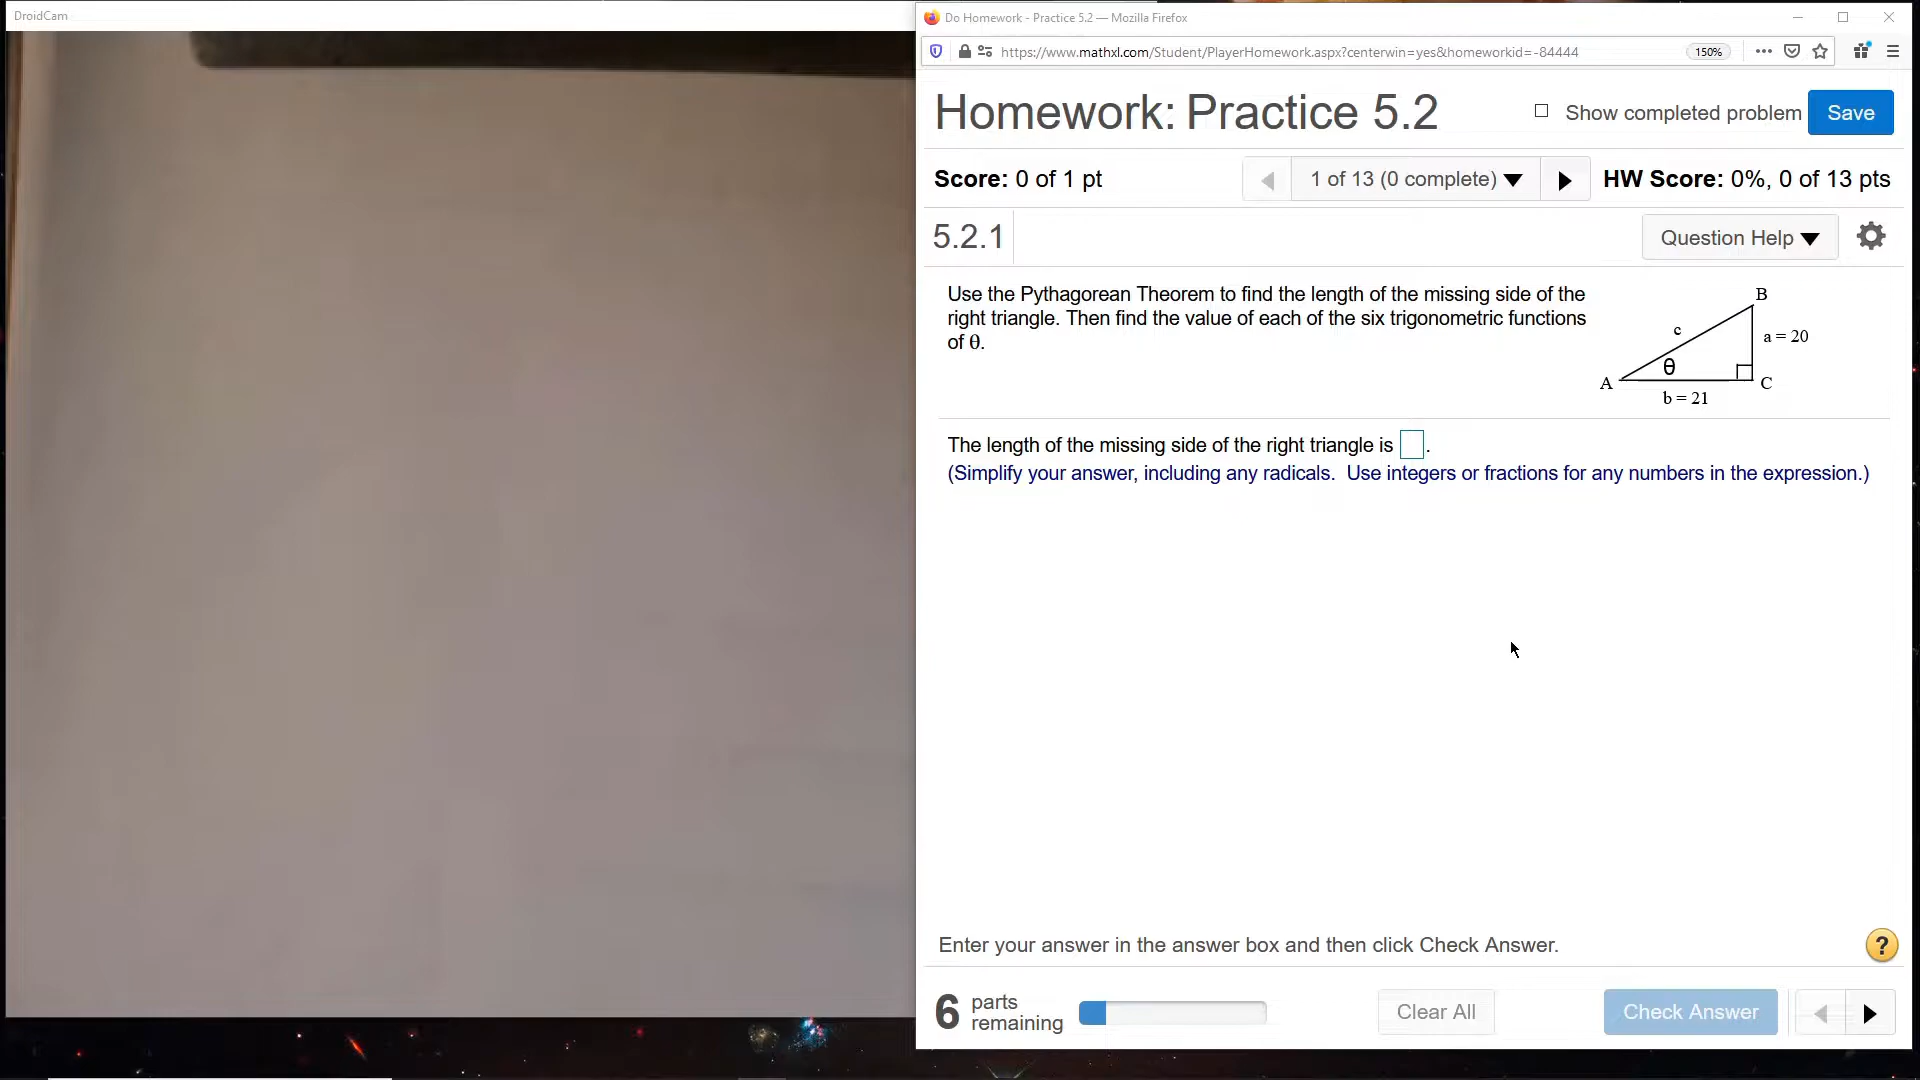 DroidCam
Do Homework - Practice 5.2 — Mozilla Firefox
https://www.mathxl.com/Student/PlayerHomework.aspx?centerwin=yes&homeworkid=-84444
150%
Homework: Practice 5.2
Show completed problem
Save
Score: 0 of 1 pt
1 of 13 (0 complete)
HW Score: 0%, 0 of 13 pts
5.2.1
Question Help
Use the Pythagorean Theorem to find the length of the missing side of the
right triangle. Then find the value of each of the six trigonometric functions
of θ.
B
c
a = 20
θ
A
C
b = 21
The length of the missing side of the right triangle is .
(Simplify your answer, including any radicals. Use integers or fractions for any numbers in the expression.)
Enter your answer in the answer box and then click Check Answer.
?
6 parts
remaining
Clear All
Check Answer